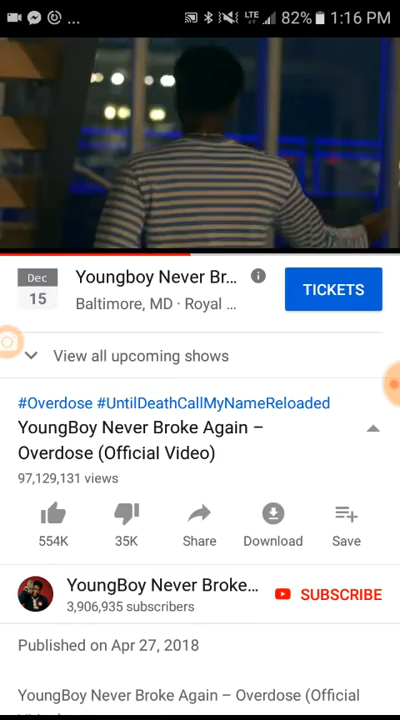 ... LTE 82% 1:16 PM
Dec
15
Youngboy Never Br...
Baltimore, MD · Royal ...
TICKETS
View all upcoming shows
#Overdose #UntilDeathCallMyNameReloaded
YoungBoy Never Broke Again –
Overdose (Official Video)
97,129,131 views
554K 35K Share Download Save
YoungBoy Never Broke...
3,906,935 subscribers
SUBSCRIBE
Published on Apr 27, 2018
YoungBoy Never Broke Again – Overdose (Official